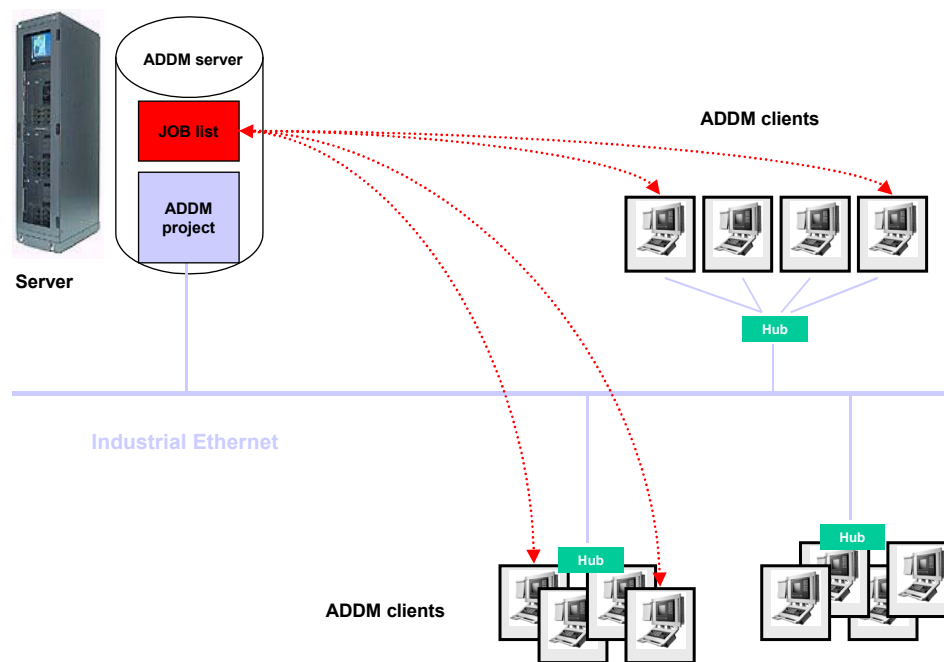 ADDM server
JOB list
ADDM clients
ADDM
project
Server
Hub
Industrial Ethernet
Hub
Hub
ADDM clients